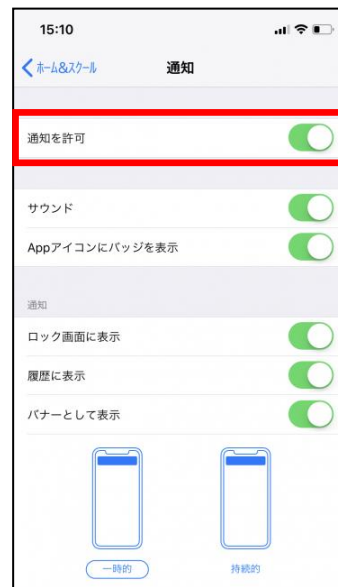 15:10
ホーム&スクール 通知
通知を許可
サウンド
Appアイコンにバッジを表示
通知
ロック画面に表示
履歴に表示
バナーとして表示
一時的 持続的